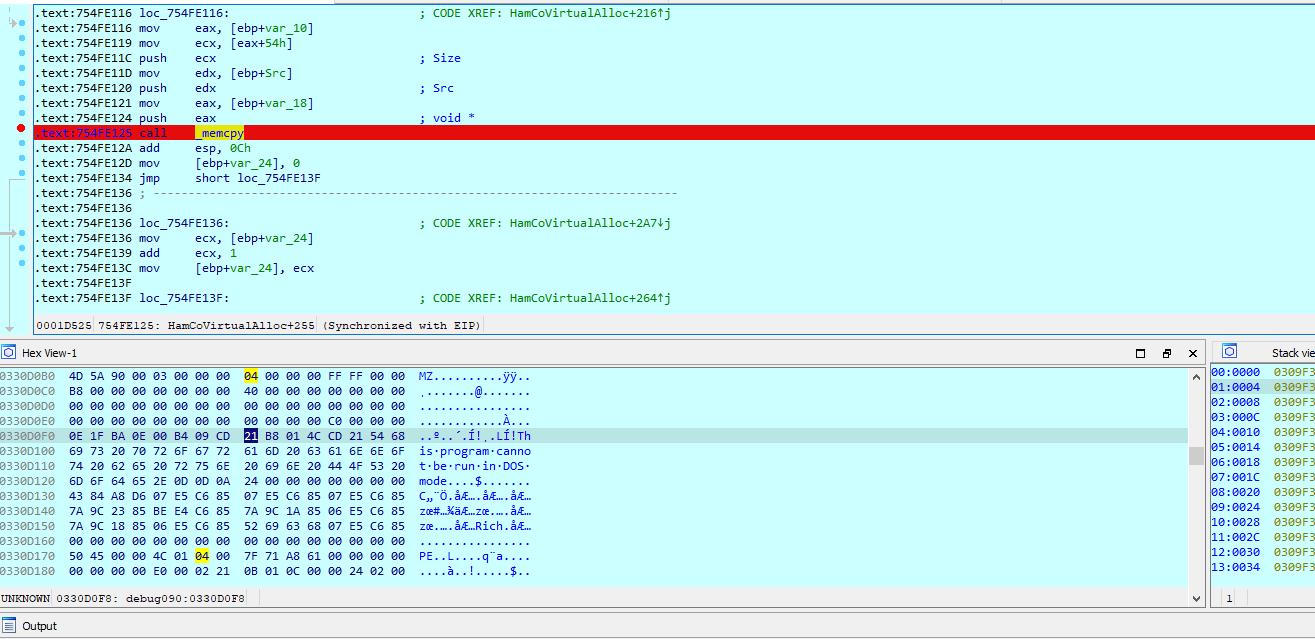 .text:754FE116 loc_754FE116: ; CODE XREF: HamCoVirtualAlloc+216↑j
.text:754FE116 mov eax, [ebp+var_10]
.text:754FE119 mov ecx, [eax+54h]
.text:754FE11C push ecx ; Size
.text:754FE11D mov edx, [ebp+Src]
.text:754FE120 push edx ; Src
.text:754FE121 mov eax, [ebp+var_18]
.text:754FE124 push eax ; void *
.text:754FE125 call _memcpy
.text:754FE12A add esp, 0Ch
.text:754FE12D mov [ebp+var_24], 0
.text:754FE134 jmp short loc_754FE13F
.text:754FE136 ; ---------------------------------------------------------------------------
.text:754FE136
.text:754FE136 loc_754FE136: ; CODE XREF: HamCoVirtualAlloc+2A7↓j
.text:754FE136 mov ecx, [ebp+var_24]
.text:754FE139 add ecx, 1
.text:754FE13C mov [ebp+var_24], ecx
.text:754FE13F
.text:754FE13F loc_754FE13F: ; CODE XREF: HamCoVirtualAlloc+264↑j
0001D525 754FE125: HamCoVirtualAlloc+255 (Synchronized with EIP)
Hex View-1
0330D0B0 4D 5A 90 00 03 00 00 00 04 00 00 00 FF FF 00 00 MZ..........ÿÿ..
0330D0C0 B8 00 00 00 00 00 00 00 40 00 00 00 00 00 00 00 ¸.......@.......
0330D0D0 00 00 00 00 00 00 00 00 00 00 00 00 00 00 00 00 ................
0330D0E0 00 00 00 00 00 00 00 00 00 00 00 00 C0 00 00 00 ............À...
0330D0F0 0E 1F BA 0E 00 B4 09 CD 21 B8 01 4C CD 21 54 68 ..º..´.Í!¸.LÍ!Th
0330D100 69 73 20 70 72 6F 67 72 61 6D 20 63 61 6E 6E 6F is·program·canno
0330D110 74 20 62 65 20 72 75 6E 20 69 6E 20 44 4F 53 20 t·be·run·in·DOS·
0330D120 6D 6F 64 65 2E 0D 0D 0A 24 00 00 00 00 00 00 00 mode....$.......
0330D130 43 84 A8 D6 07 E5 C6 85 07 E5 C6 85 07 E5 C6 85 C„¨Ö.åÆ….åÆ….åÆ…
0330D140 7A 9C 23 85 BE E4 C6 85 7A 9C 1A 85 06 E5 C6 85 zœ#…¾äÆ…zœ.….åÆ…
0330D150 7A 9C 18 85 06 E5 C6 85 52 69 63 68 07 E5 C6 85 zœ.….åÆ…Rich.åÆ…
0330D160 00 00 00 00 00 00 00 00 00 00 00 00 00 00 00 00 ................
0330D170 50 45 00 00 4C 01 04 00 7F 71 A8 61 00 00 00 00 PE..L....q¨a....
0330D180 00 00 00 00 E0 00 02 21 0B 01 0C 00 00 24 02 00 ....à..!.....$..
UNKNOWN 0330D0F8: debug090:0330D0F8
Stack vie
00:0000 0309F3
01:0004 0309F3
02:0008 0309F3
03:000C 0309F3
04:0010 0309F3
05:0014 0309F3
06:0018 0309F3
07:001C 0309F3
08:0020 0309F3
09:0024 0309F3
10:0028 0309F3
11:002C 0309F3
12:0030 0309F3
13:0034 0309F3
1
Output